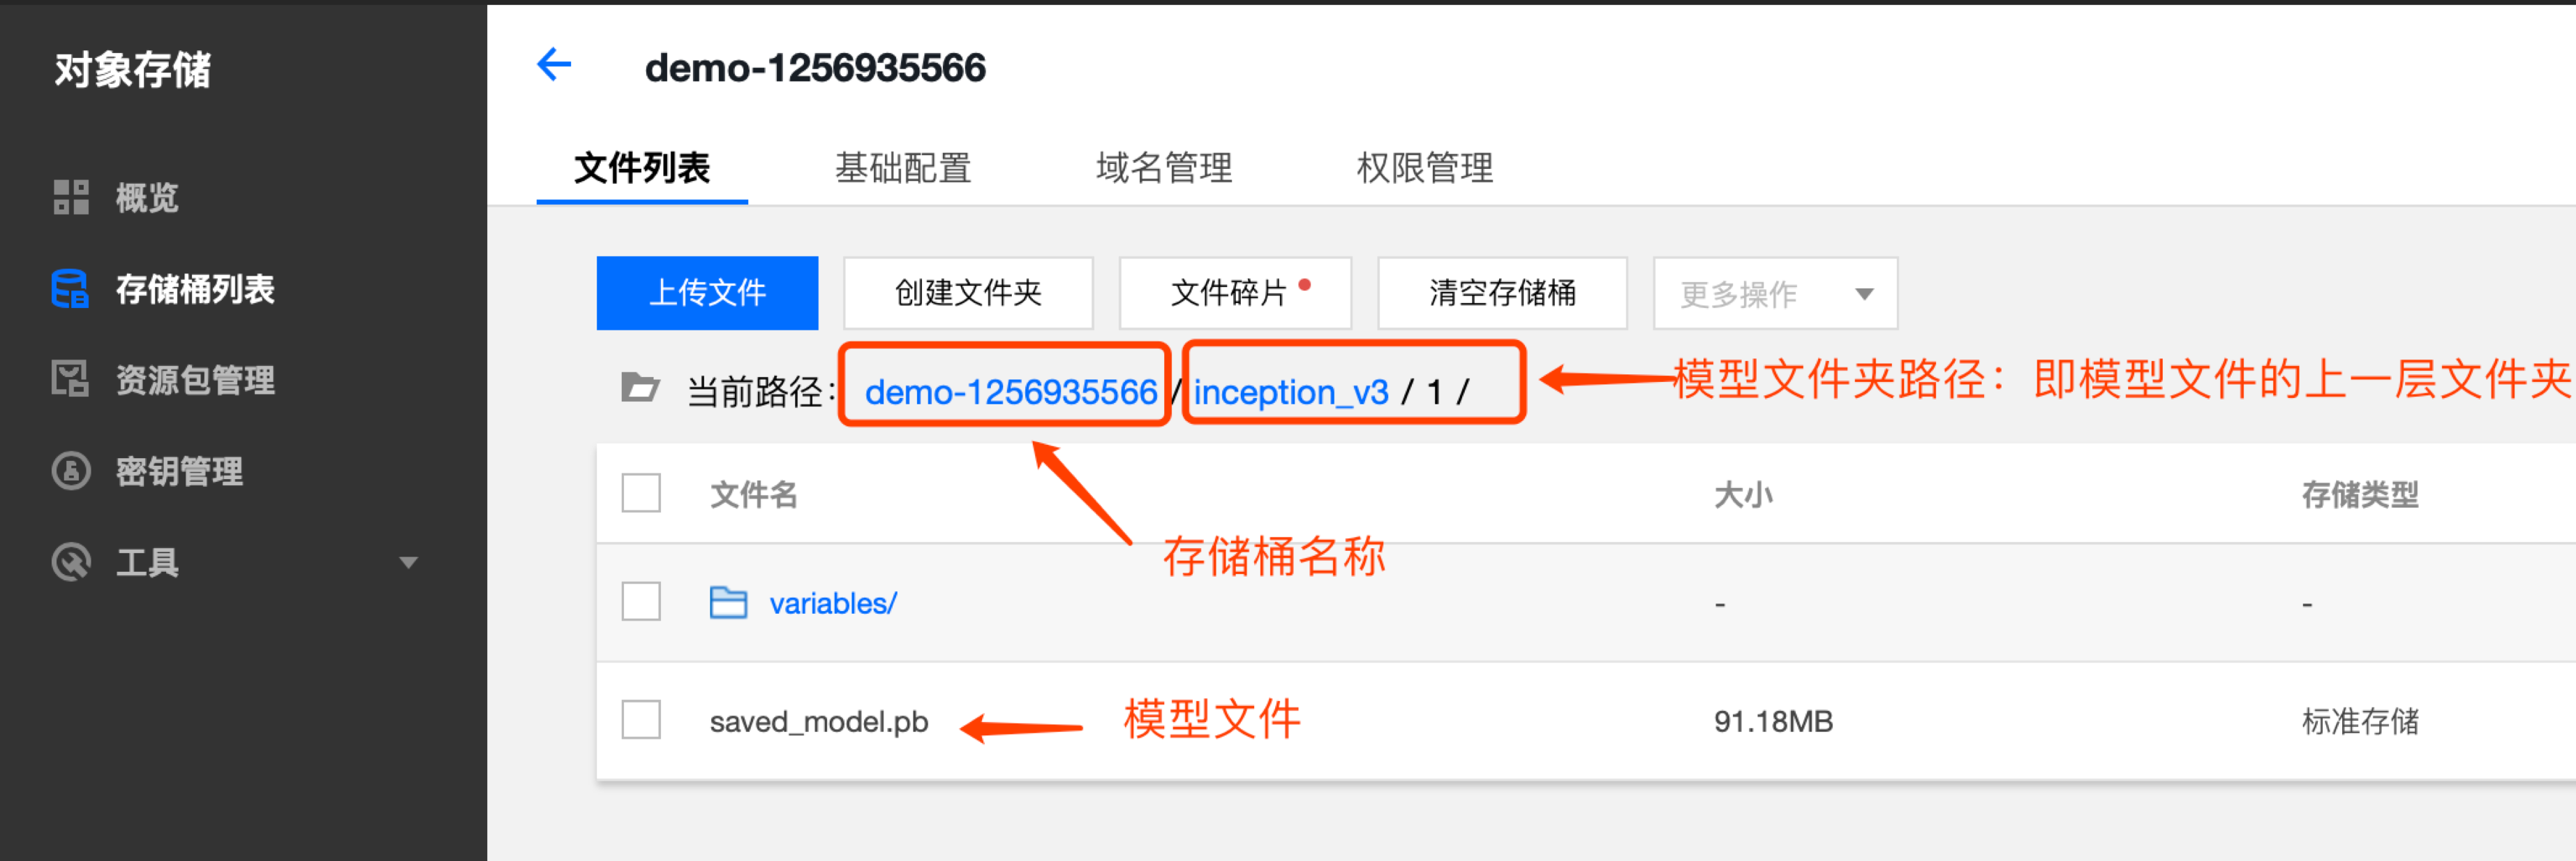 对象存储
概览
存储桶列表
资源包管理
密钥管理
工具
demo-1256935566
文件列表 基础配置 域名管理 权限管理
上传文件 创建文件夹 文件碎片 清空存储桶 更多操作
当前路径: demo-1256935566 / inception_v3 / 1 /
模型文件夹路径：即模型文件的上一层文件夹
存储桶名称
文件名 大小 存储类型
variables/ - -
saved_model.pb 91.18MB 标准存储
模型文件